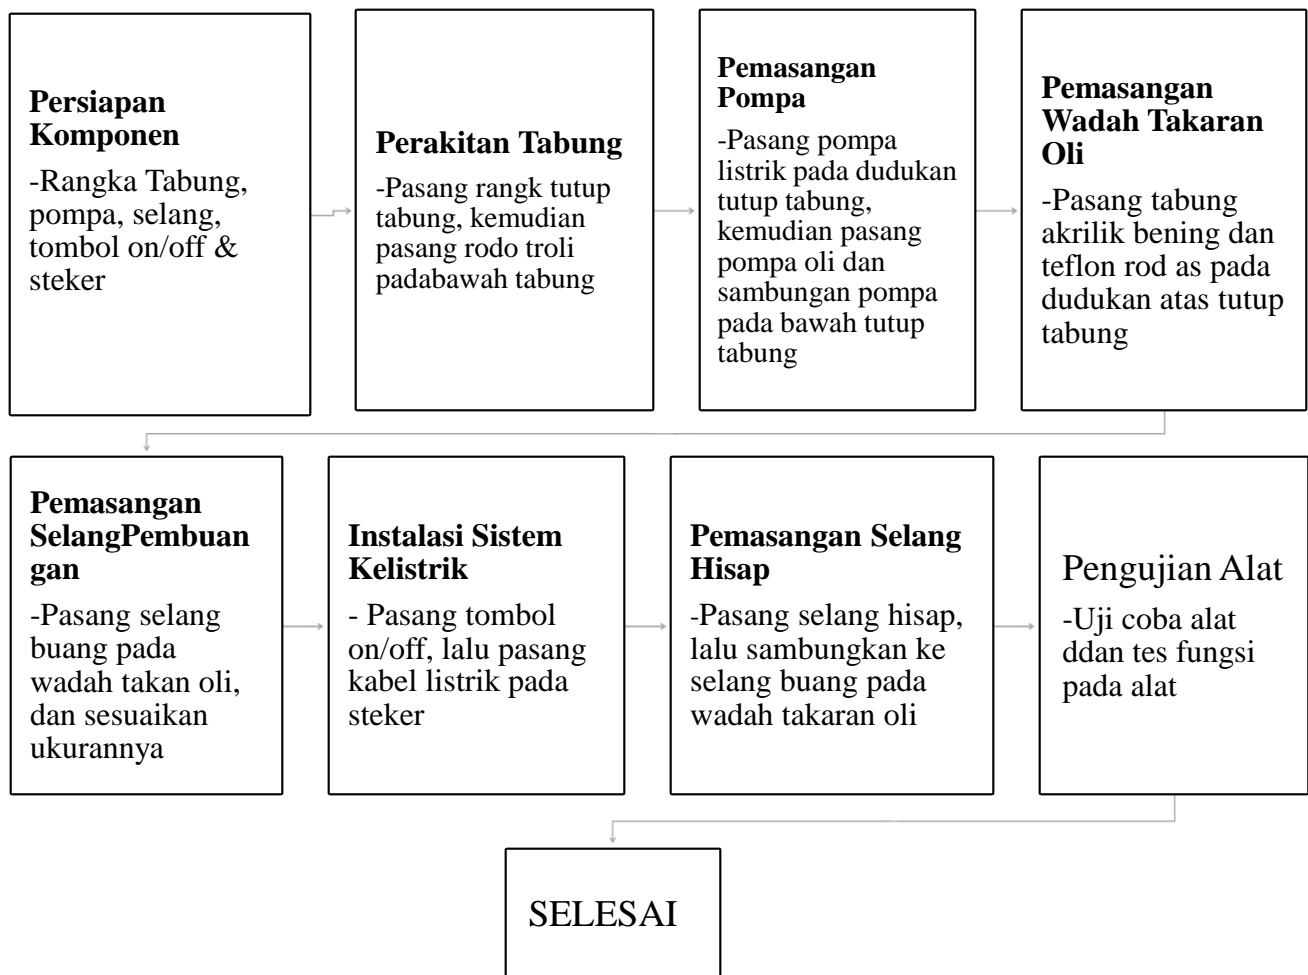 Persiapan
Komponen
-Rangka Tabung,
pompa, selang,
tombol on/off &
steker
Perakitan Tabung
-Pasang rangk tutup
tabung, kemudian
pasang rodo troli
padabawah tabung
Pemasangan
Pompa
-Pasang pompa
listrik pada dudukan
tutup tabung,
kemudian pasang
pompa oli dan
sambungan pompa
pada bawah tutup
tabung
Pemasangan
Wadah Takaran
Oli
-Pasang tabung
akrilik bening dan
teflon rod as pada
dudukan atas tutup
tabung
Pemasangan
SelangPembuan
gan
-Pasang selang
buang pada
wadah takan oli,
dan sesuaikan
ukurannya
Instalasi Sistem
Kelistrik
- Pasang tombol
on/off, lalu pasang
kabel listrik pada
steker
Pemasangan Selang
Hisap
-Pasang selang hisap,
lalu sambungkan ke
selang buang pada
wadah takaran oli
Pengujian Alat
-Uji coba alat
ddan tes fungsi
pada alat
SELESAI